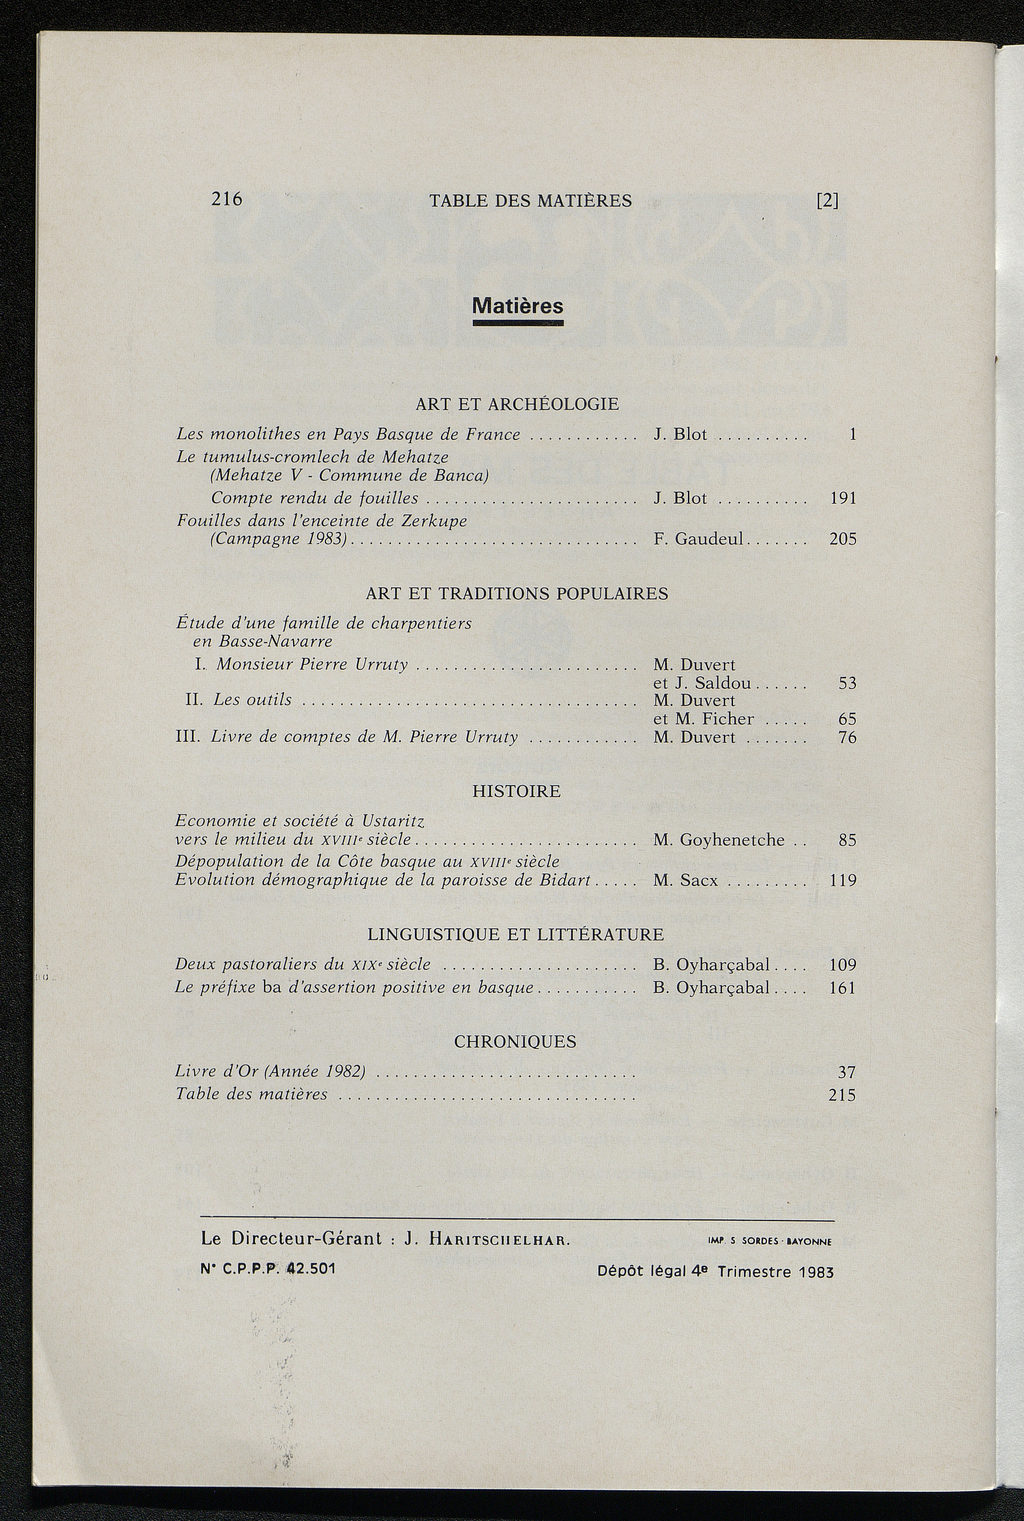 216 TABLE DES MATIÈRES [2]
Matières
ART ET ARCHÉOLOGIE
Les monolithes en Pays Basque de France ............ J. Blot .......... 1
Le tumulus-cromlech de Mehatze
(Mehatze V - Commune de Banca)
Compte rendu de fouilles ....................... J. Blot .......... 191
Fouilles dans l'enceinte de Zerkupe
(Campagne 1983)............................... F. Gaudeul....... 205
ART ET TRADITIONS POPULAIRES
Étude d'une famille de charpentiers
en Basse-Navarre
I. Monsieur Pierre Urruty ........................ M. Duvert
et J. Saldou...... 53
II. Les outils .................................... M. Duvert
et M. Ficher ..... 65
III. Livre de comptes de M. Pierre Urruty ............ M. Duvert ....... 76
HISTOIRE
Economie et société à Ustaritz
vers le milieu du XVIIIe siècle........................ M. Goyhenetche .. 85
Dépopulation de la Côte basque au XVIIIe siècle
Evolution démographique de la paroisse de Bidart..... M. Sacx ......... 119
LINGUISTIQUE ET LITTÉRATURE
Deux pastoraliers du XIXe siècle ..................... B. Oyharçabal.... 109
Le préfixe ba d'assertion positive en basque........... B. Oyharçabal.... 161
CHRONIQUES
Livre d'Or (Année 1982) ............................ 37
Table des matières ................................ 215
Le Directeur-Gérant : J. HARITSCHELHAR. IMP. S. SORDES - BAYONNE
N° C.P.P.P. 42.501 Dépôt légal 4e Trimestre 1983